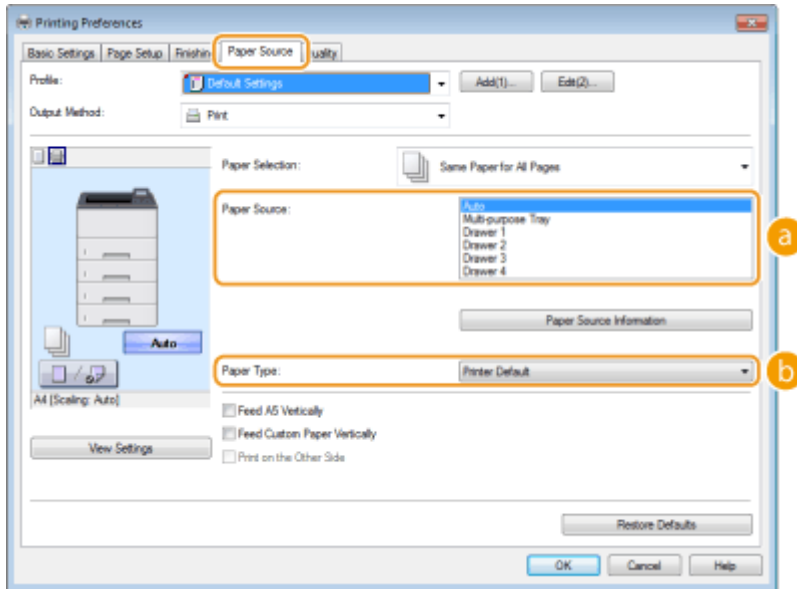 Printing Preferences
Basic Settings Page Setup Finishin Paper Source uality
Profile: Default Settings Add(1)... Edit(2)...
Output Method: Print
Paper Selection: Same Paper for All Pages
Paper Source: Auto
Multi-purpose Tray
Drawer 1
Drawer 2
Drawer 3
Drawer 4
a
Paper Source Information
Auto
Paper Type: Printer Default
b
A4 [Scaling: Auto]
Feed A5 Vertically
Feed Custom Paper Vertically
View Settings
Print on the Other Side
Restore Defaults
OK Cancel Help